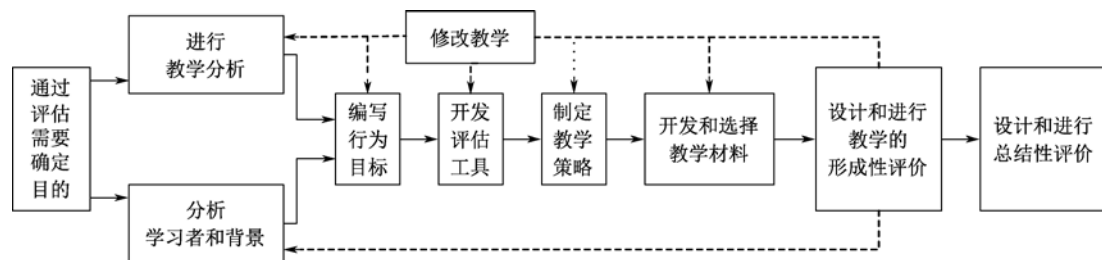 通过
评估
需要
确定
目的
进行
教学分析
分析
学习者和背景
修改教学
编写
行为
目标
开发
评估
工具
制定
教学
策略
开发和选择
教学材料
设计和进行
教学的
形成性评价
设计和进行
总结性评价